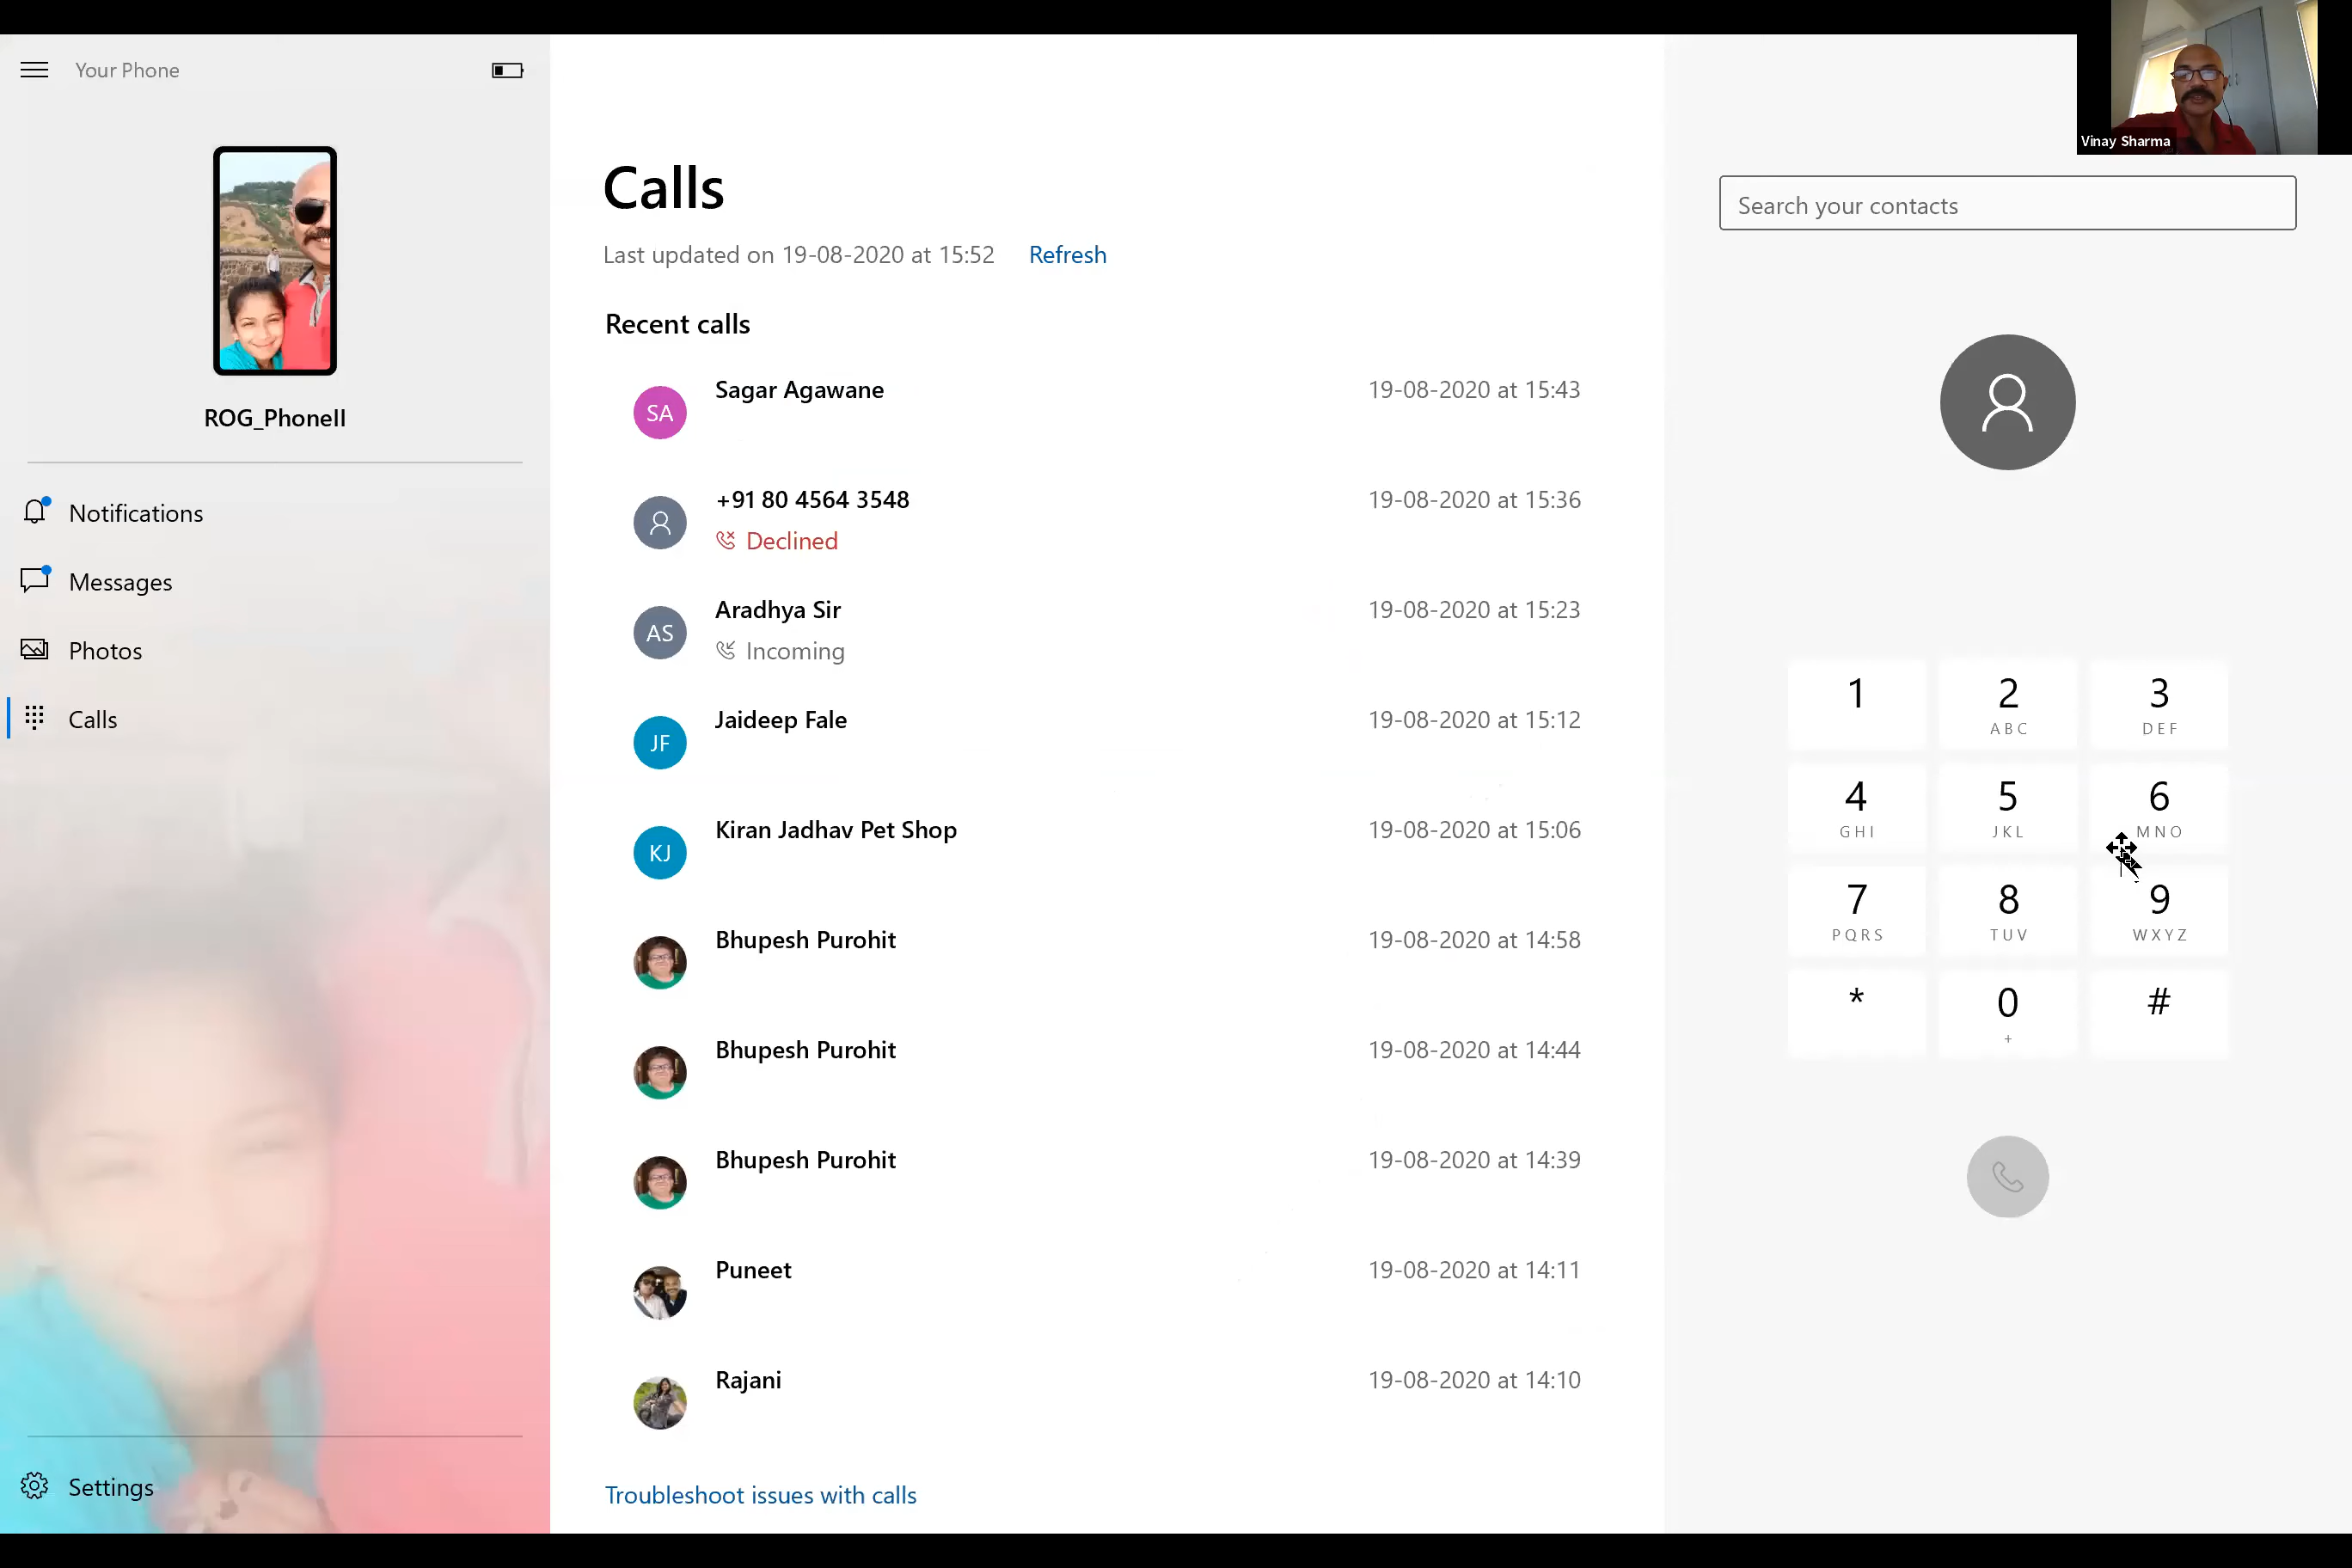 Your Phone
Vinay Sharma
ROG_PhoneII
Notifications
Messages
Photos
Calls
Settings
Calls
Last updated on 19-08-2020 at 15:52 Refresh
Recent calls
SA Sagar Agawane 19-08-2020 at 15:43
+91 80 4564 3548 19-08-2020 at 15:36
Declined
AS Aradhya Sir 19-08-2020 at 15:23
Incoming
JF Jaideep Fale 19-08-2020 at 15:12
KJ Kiran Jadhav Pet Shop 19-08-2020 at 15:06
Bhupesh Purohit 19-08-2020 at 14:58
Bhupesh Purohit 19-08-2020 at 14:44
Bhupesh Purohit 19-08-2020 at 14:39
Puneet 19-08-2020 at 14:11
Rajani 19-08-2020 at 14:10
Troubleshoot issues with calls
Search your contacts
1 2 3
ABC DEF
4 5 6
GHI JKL MNO
7 8 9
PQRS TUV WXYZ
* 0 #
+